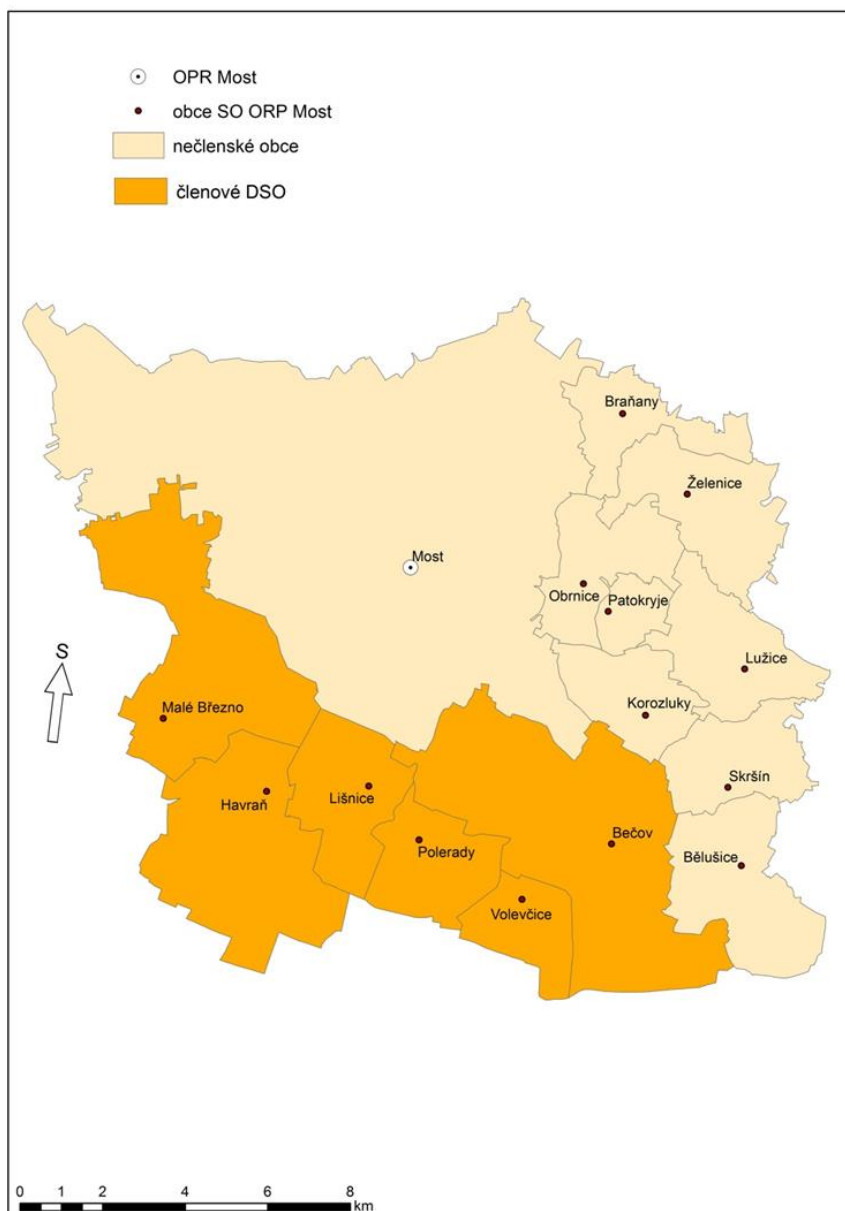 OPR Most
obce SO ORP Most
nečlenské obce
členové DSO
Braňany
Želenice
Most
Obrnice
Patokryje
S
Lužice
Malé Březno
Korozluky
Skršín
Havraň
Lišnice
Bečov
Polerady
Bělušice
Volevčice
0 1 2 4 6 8
km